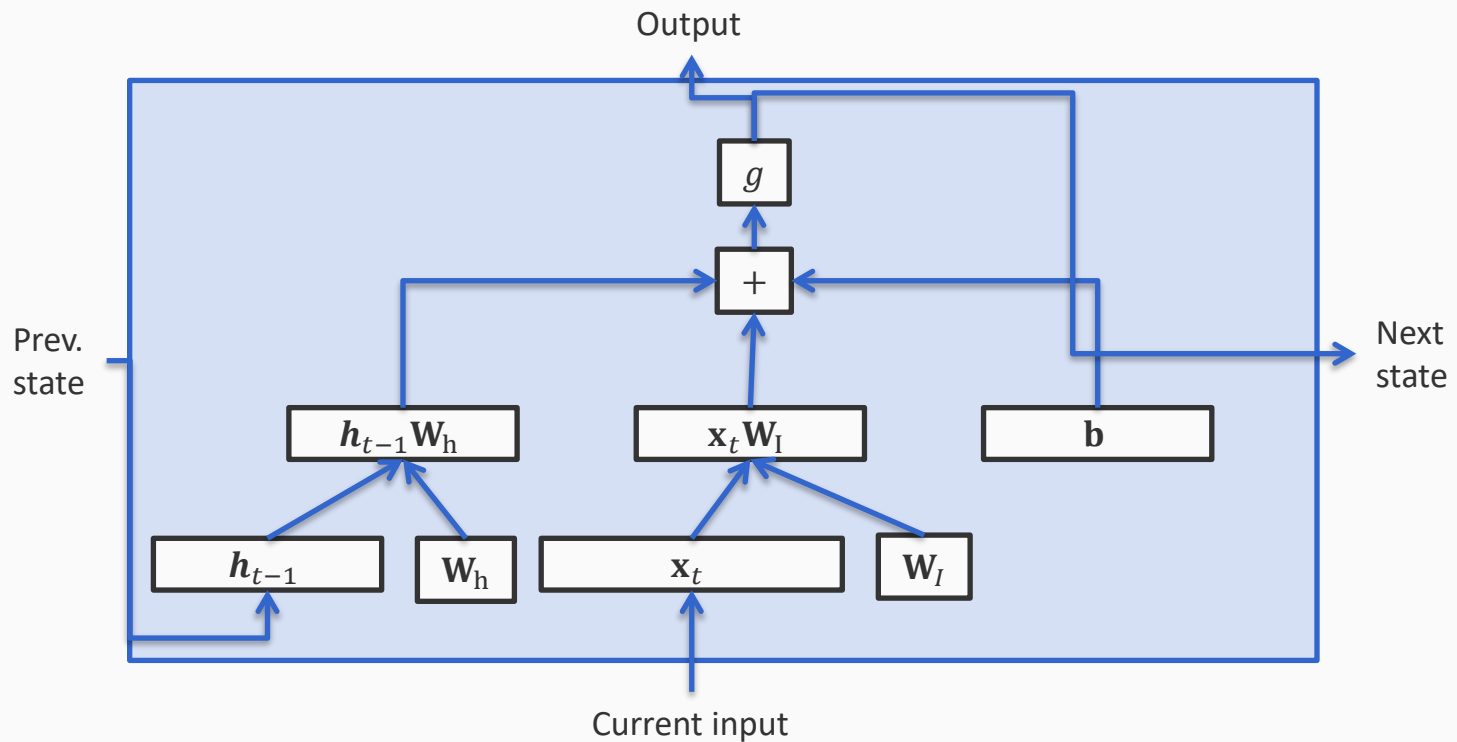 Output
g
+
Prev.
state
Next
state
h_{t−1}W_h
x_tW_I
b
h_{t−1}
W_h
x_t
W_I
Current input